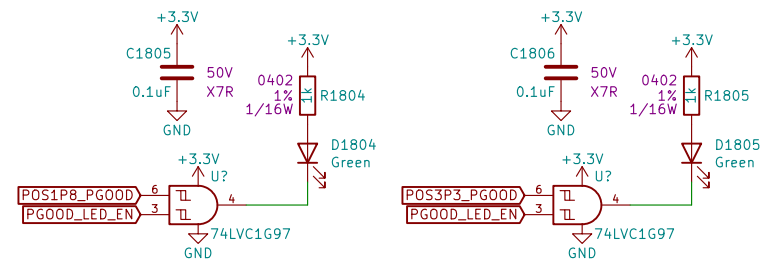 +3.3V
C1805
0.1uF
50V
X7R
GND
+3.3V
0402
1%
1/16W
1k
R1804
D1804
Green
+3.3V
U?
POS1P8_PGOOD
6
PGOOD_LED_EN
3
4
74LVC1G97
GND
+3.3V
C1806
0.1uF
50V
X7R
GND
+3.3V
0402
1%
1/16W
1k
R1805
D1805
Green
+3.3V
U?
POS3P3_PGOOD
6
PGOOD_LED_EN
3
4
74LVC1G97
GND